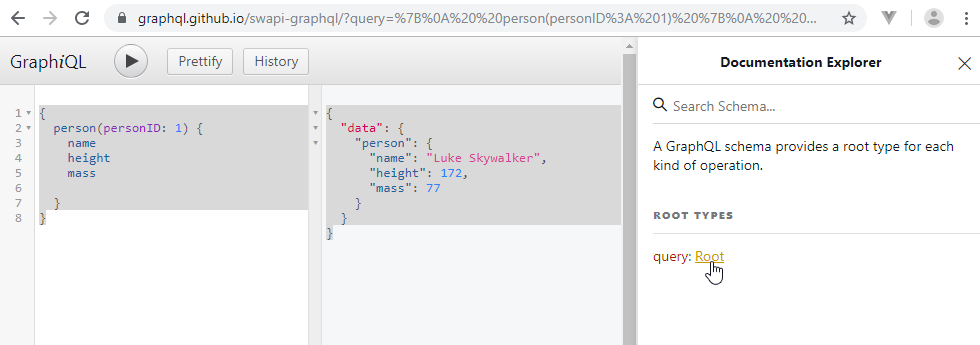 graphql.github.io/swapi-graphql/?query=%7B%0A%20%20person(personID%3A%201)%20%7B%0A%20%20...
GraphiQL
Prettify
History
1 {
2 person(personID: 1) {
3 name
4 height
5 mass
6
7 }
8 }
{
"data": {
"person": {
"name": "Luke Skywalker",
"height": 172,
"mass": 77
}
}
}
Documentation Explorer
Search Schema...
A GraphQL schema provides a root type for each
kind of operation.
ROOT TYPES
query: Root